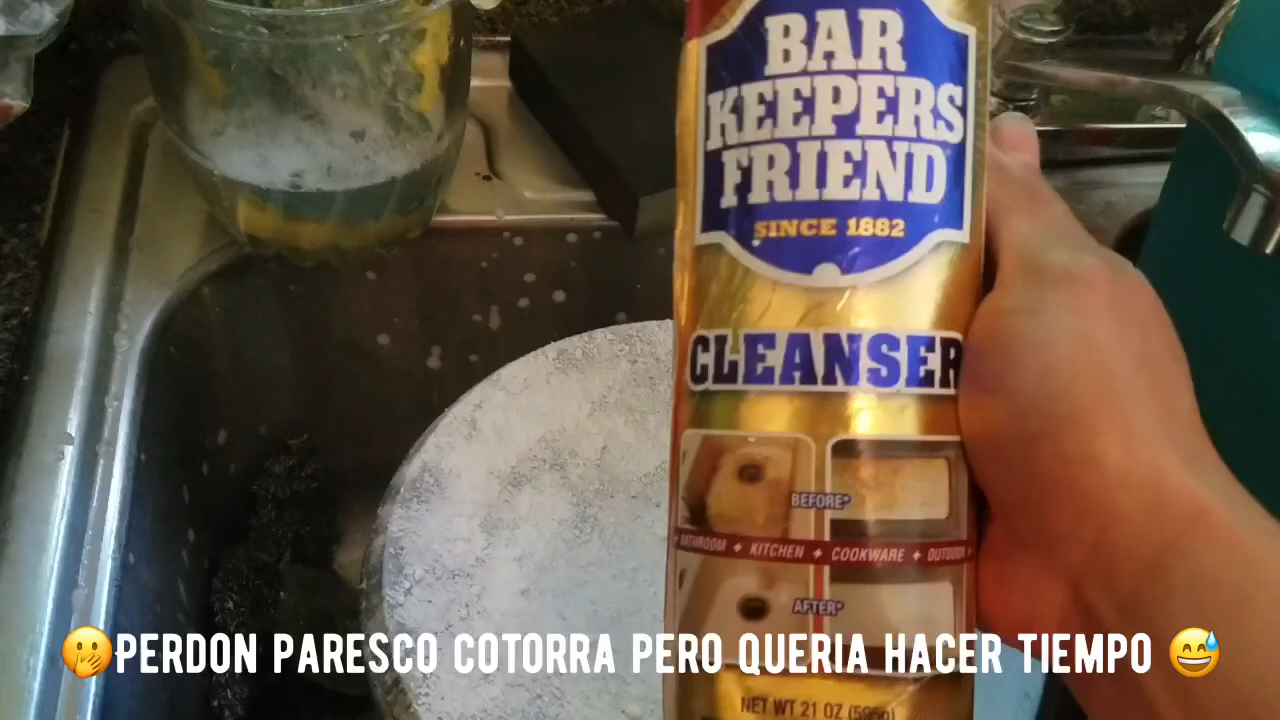 BAR
KEEPERS
FRIEND
SINCE 1882
CLEANSER
BEFORE*
BATHROOM ✦ KITCHEN ✦ COOKWARE ✦ OUTDOOR
AFTER*
🤭PERDON PARESCO COTORRA PERO QUERIA HACER TIEMPO 😅
NET WT 21 OZ (595g)